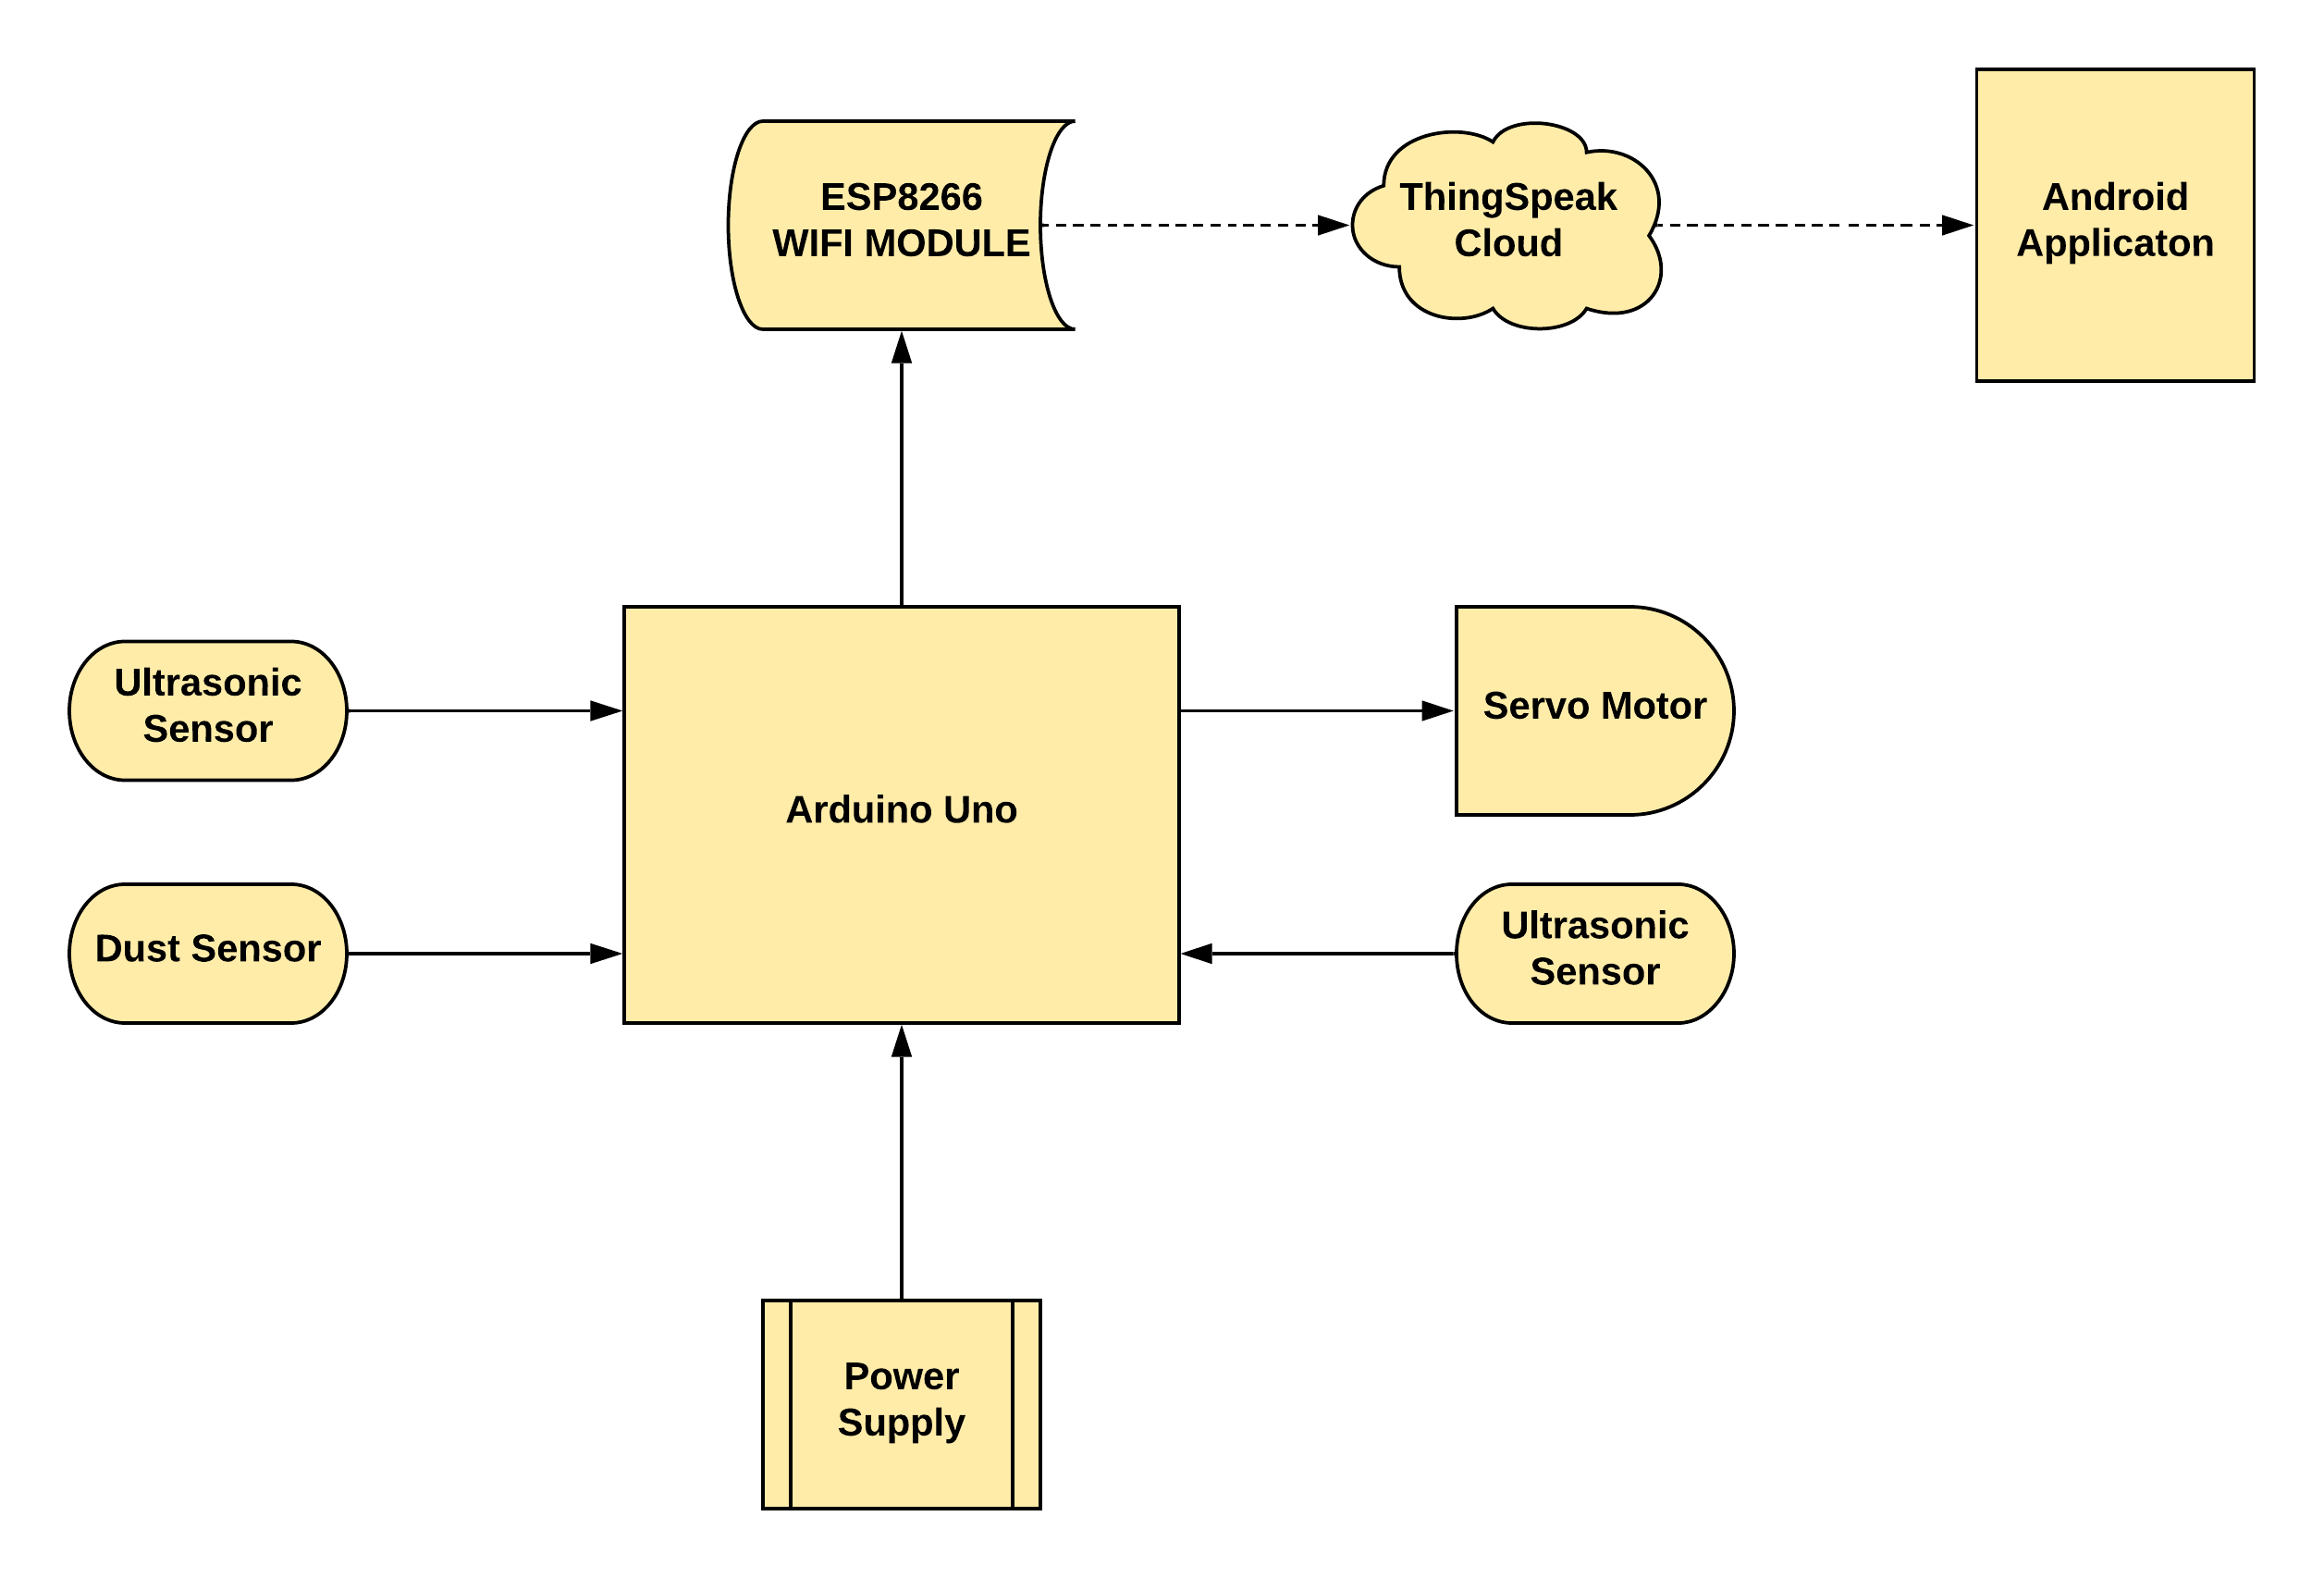 ESP8266
WIFI MODULE
ThingSpeak
Cloud
Android
Applicaton
Ultrasonic
Sensor
Servo Motor
Arduino Uno
Dust Sensor
Ultrasonic
Sensor
Power
Supply